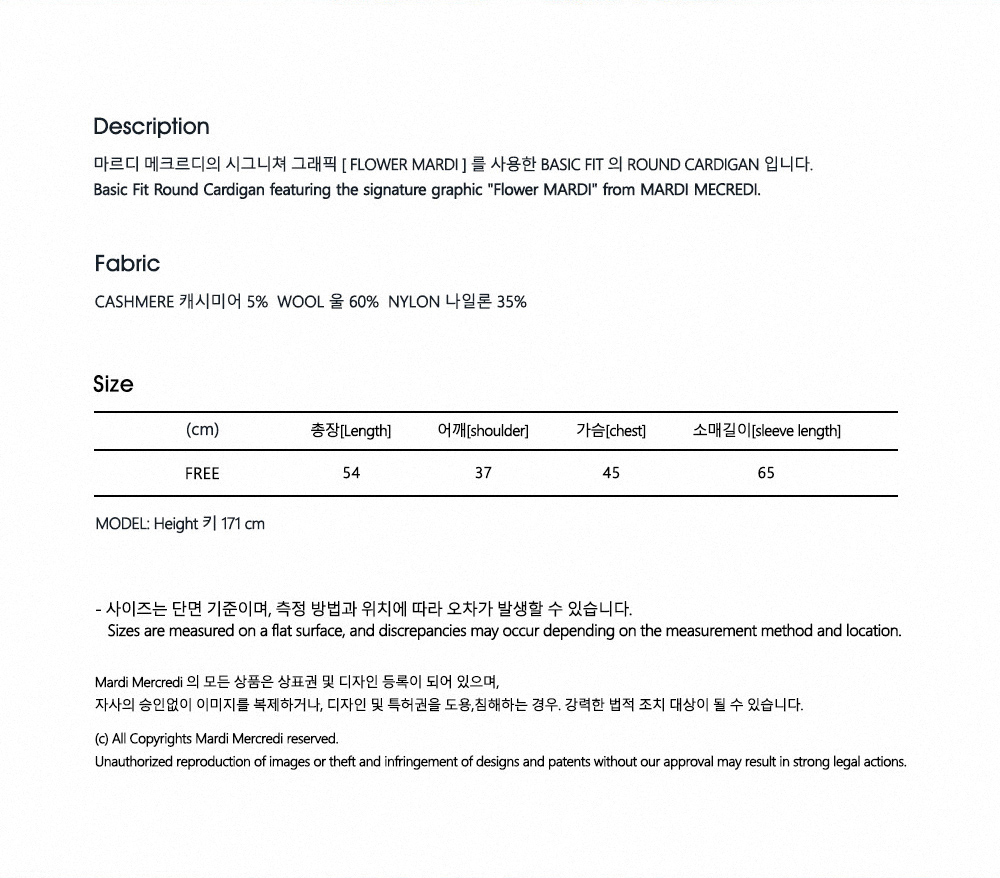 Description
마르디 메크르디의 시그니쳐 그래픽 [ FLOWER MARDI ] 를 사용한 BASIC FIT 의 ROUND CARDIGAN 입니다.
Basic Fit Round Cardigan featuring the signature graphic "Flower MARDI" from MARDI MECREDI.
Fabric
CASHMERE 캐시미어 5% WOOL 울 60% NYLON 나일론 35%
Size
(cm) 총장[Length] 어깨[shoulder] 가슴[chest] 소매길이[sleeve length]
FREE 54 37 45 65
MODEL: Height 키 171 cm
- 사이즈는 단면 기준이며, 측정 방법과 위치에 따라 오차가 발생할 수 있습니다.
Sizes are measured on a flat surface, and discrepancies may occur depending on the measurement method and location.
Mardi Mercredi 의 모든 상품은 상표권 및 디자인 등록이 되어 있으며,
자사의 승인없이 이미지를 복제하거나, 디자인 및 특허권을 도용,침해하는 경우. 강력한 법적 조치 대상이 될 수 있습니다.
(c) All Copyrights Mardi Mercredi reserved.
Unauthorized reproduction of images or theft and infringement of designs and patents without our approval may result in strong legal actions.